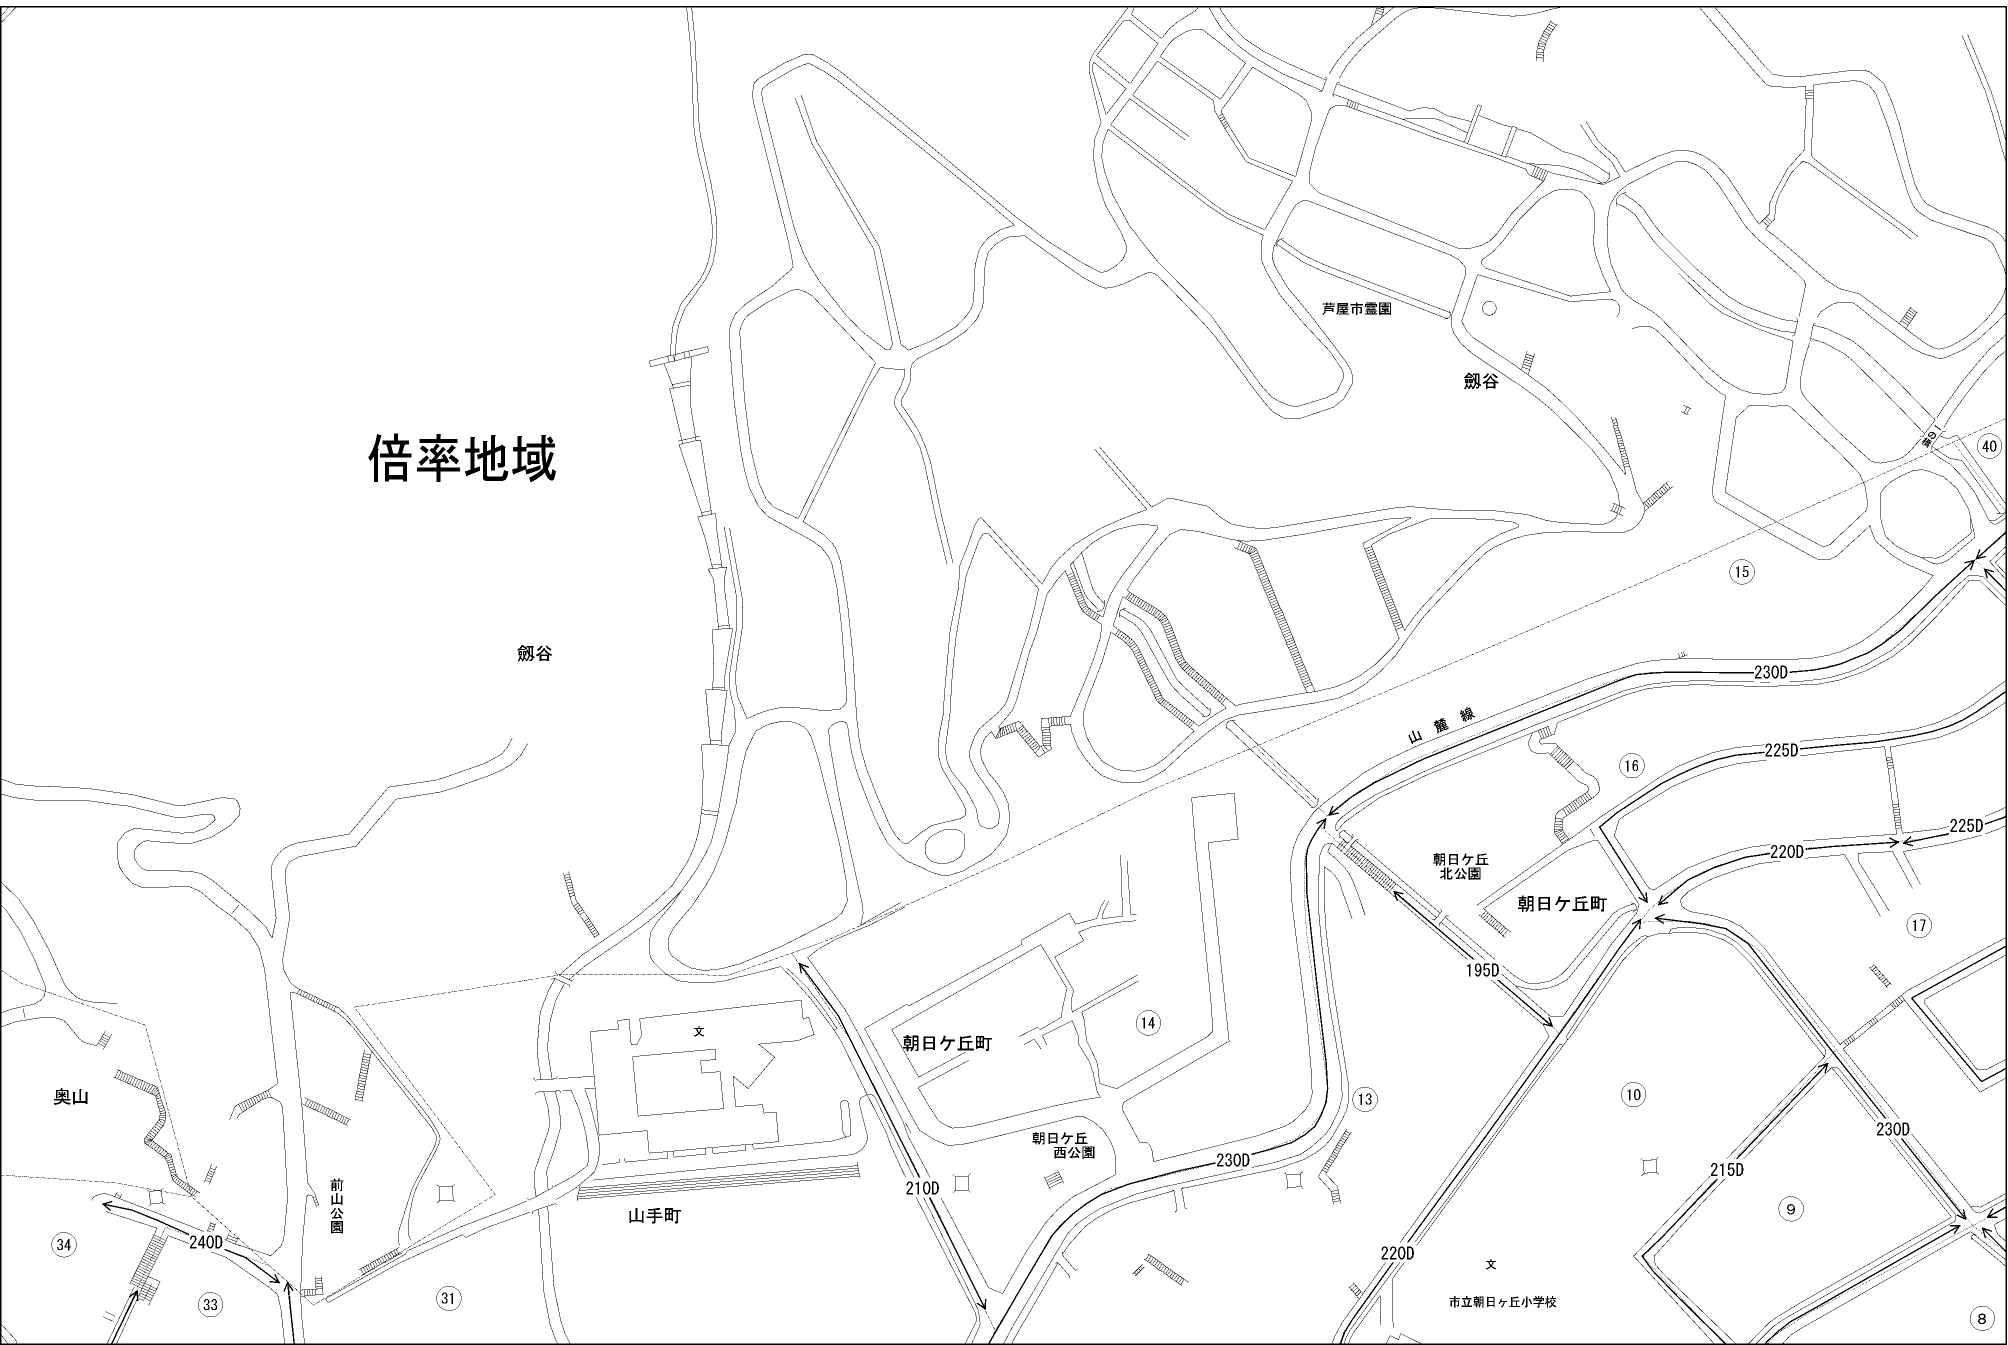 芦屋市霊園
劔谷
一の橋
倍率地域
40
15
劔谷
230D
山麓線
225D
16
225D
220D
朝日ケ丘
北公園
朝日ケ丘町
17
195D
文
朝日ケ丘町
14
奥山
13
10
230D
朝日ケ丘
西公園
230D
215D
210D
前山公園
山手町
9
34
240D
220D
文
33
31
市立朝日ヶ丘小学校
8